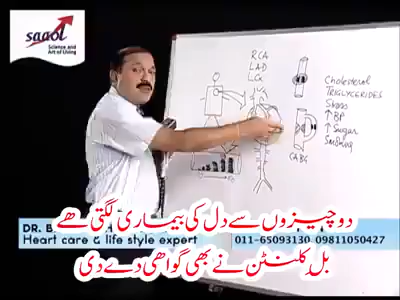 saaol
Science and
Art of Living
RCA
LAD
LCX
Cholesterol
TRIGLYCERIDES
Stress
↑ BP
↑ Sugar
Smoking
CABG
دو چیزوں سے دل کی بیماری لگتی ھے
DR. B
Heart care & life style expert
011-65093130 09811050427
بل کلنٹن نے بھی گواھی دے دی